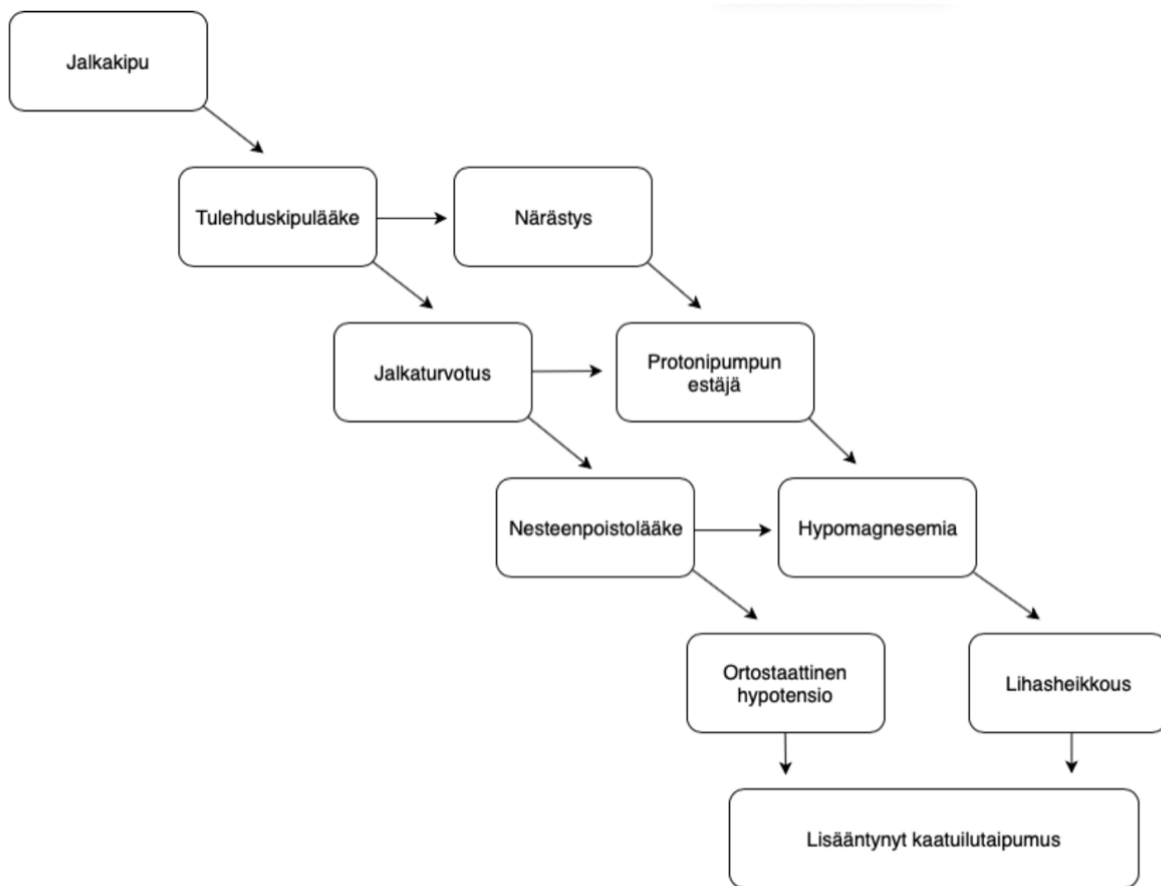 Jalkakipu
Tulehduskipulääke
Närästys
Jalkaturvotus
Protonipumpun
estäjä
Nesteenpoistolääke
Hypomagnesemia
Ortostaattinen
hypotensio
Lihasheikkous
Lisääntynyt kaatuilutaipumus